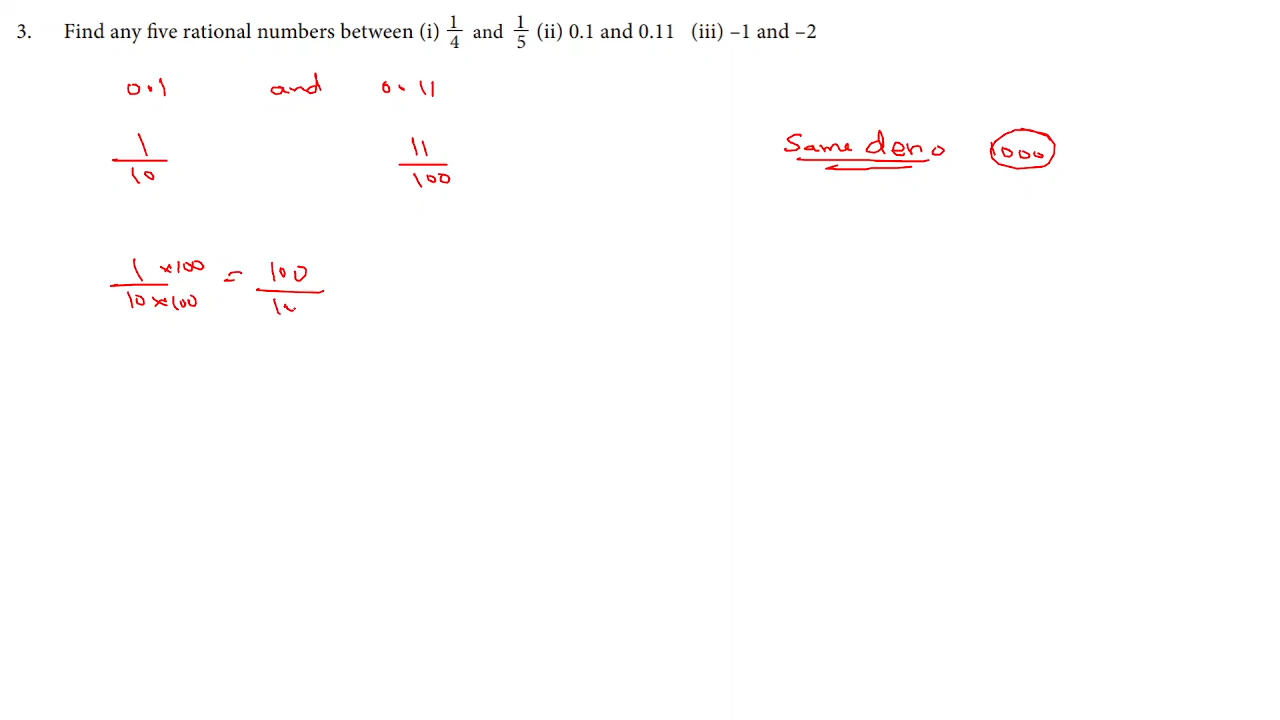 3. Find any five rational numbers between (i) 1/4 and 1/5 (ii) 0.1 and 0.11 (iii) –1 and –2
0.1 and 0.11
1/10 11/100
Same deno 1000
1×100/10×100 = 100/10